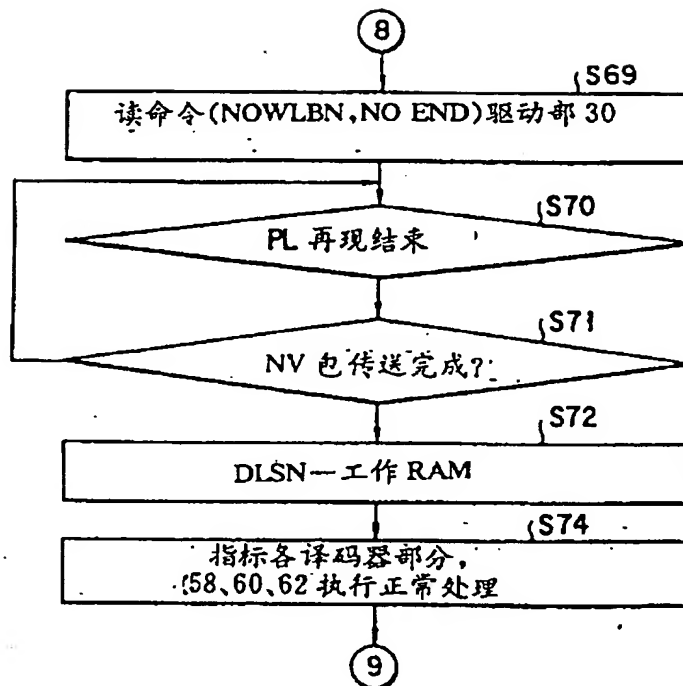 8
S69
读命令(NOWLBN,NO END)驱动部 30
S70
PL 再现结束
S71
NV 包传送完成?
S72
DLSN—工作 RAM
S74
指标各译码器部分,
58、60、62 执行正常处理
9